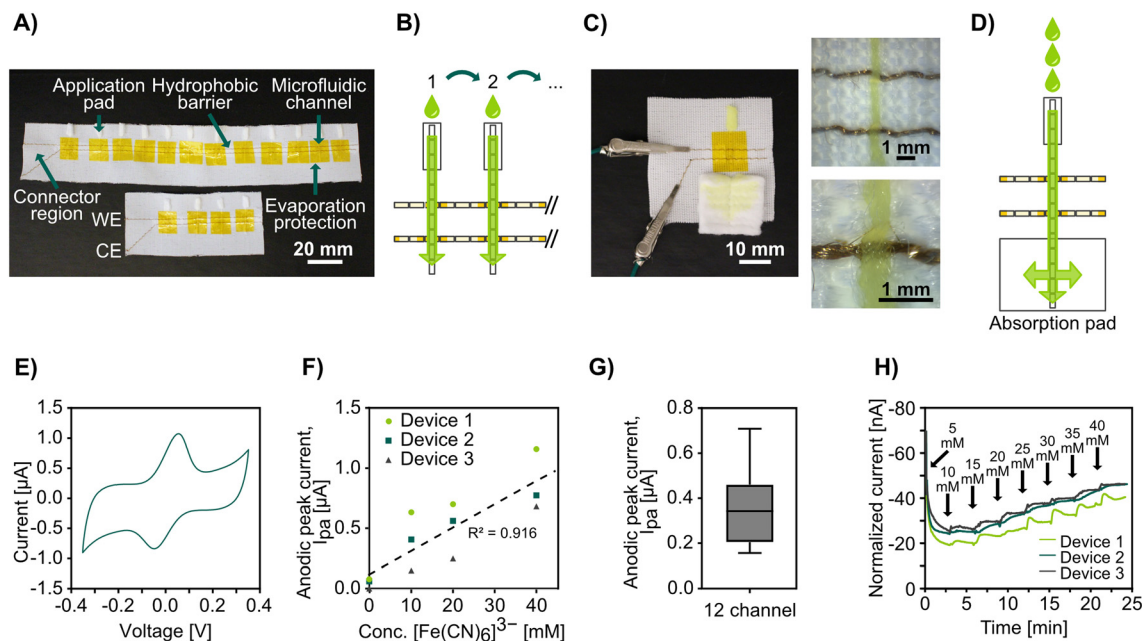 A)
Application
pad
Hydrophobic
barrier
Microfluidic
channel
Connector
region
WE
CE
Evaporation
protection
20 mm
B)
1
2
...
C)
10 mm
1 mm
1 mm
D)
Absorption pad
E)
Current [µA]
1.5
1.0
0.5
0.0
-0.5
-1.0
-1.5
-0.4 -0.2 0.0 0.2 0.4
Voltage [V]
F)
Anodic peak current,
Ipa [µA]
1.5
1.0
0.5
0.0
Device 1
Device 2
Device 3
R² = 0.916
0 10 20 30 40
Conc. [Fe(CN)6]³⁻ [mM]
G)
Anodic peak current,
Ipa [µA]
0.8
0.6
0.4
0.2
0.0
12 channel
H)
Normalized current [nA]
-80
-60
-40
-20
0
5
mM
10
mM
15
mM
20
mM
25
mM
30
mM
35
mM
40
mM
Device 1
Device 2
Device 3
0 5 10 15 20 25
Time [min]